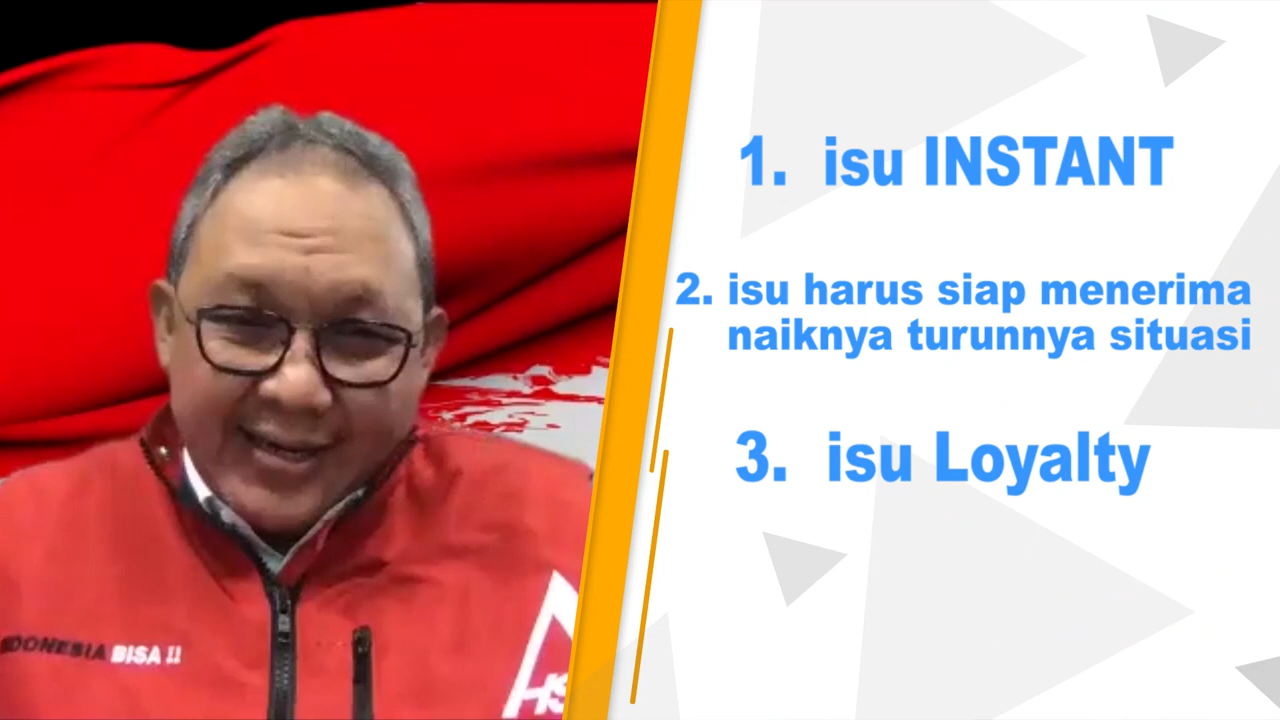 1. isu INSTANT
2. isu harus siap menerima
naiknya turunnya situasi
3. isu Loyalty
INDONESIA BISA !!